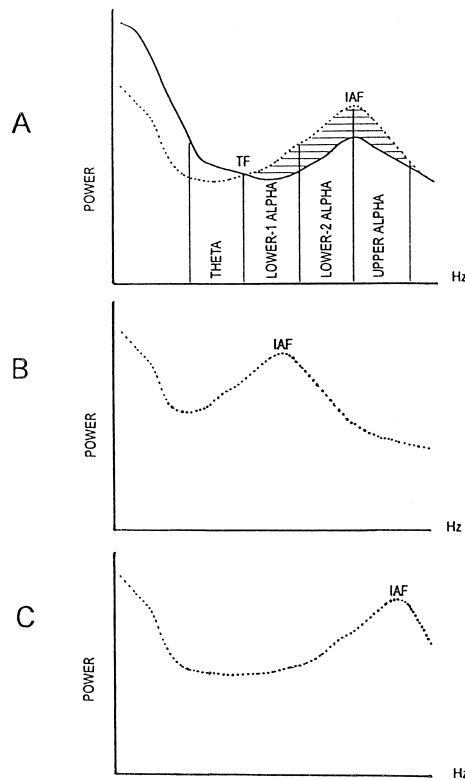 A
POWER
TF
IAF
THETA
LOWER-1 ALPHA
LOWER-2 ALPHA
UPPER ALPHA
Hz
B
POWER
IAF
Hz
C
POWER
IAF
Hz